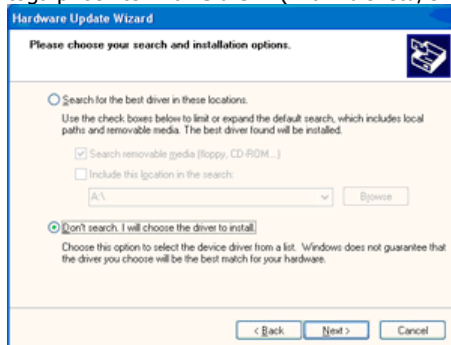 Hardware Update Wizard
Please choose your search and installation options.
Search for the best driver in these locations.
Use the check boxes below to limit or expand the default search, which includes local
paths and removable media. The best driver found will be installed.
Search removable media (floppy, CD-ROM...)
Include this location in the search:
A:\
Browse
Don't search. I will choose the driver to install.
Choose this option to select the device driver from a list. Windows does not guarantee that
the driver you choose will be the best match for your hardware.
< Back Next > Cancel